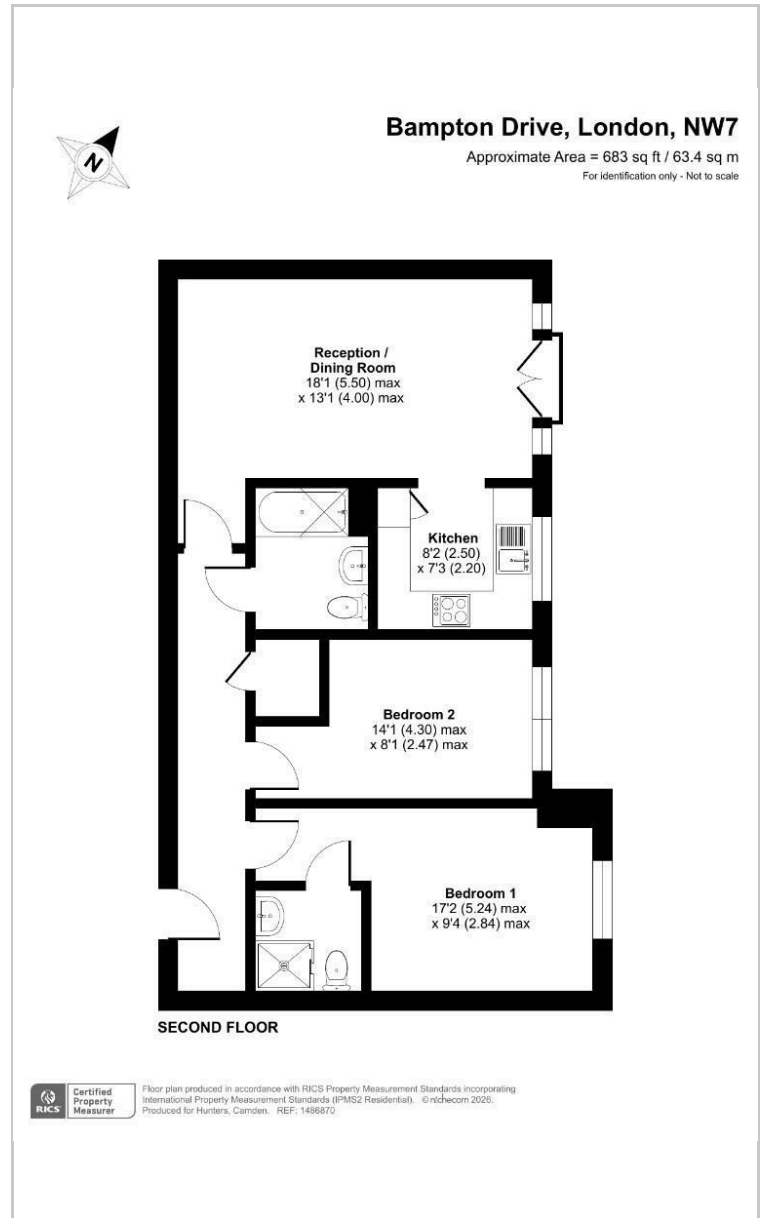 Bampton Drive, London, NW7
Approximate Area = 683 sq ft / 63.4 sq m
For identification only - Not to scale
N
Reception /
Dining Room
18'1 (5.50) max
x 13'1 (4.00) max
Kitchen
8'2 (2.50)
x 7'3 (2.20)
Bedroom 2
14'1 (4.30) max
x 8'1 (2.47) max
Bedroom 1
17'2 (5.24) max
x 9'4 (2.84) max
SECOND FLOOR
RICS
Certified
Property
Measurer
Floor plan produced in accordance with RICS Property Measurement Standards incorporating
International Property Measurement Standards (IPMS2 Residential). © nichecom 2026.
Produced for Hunters, Camden. REF: 1486870